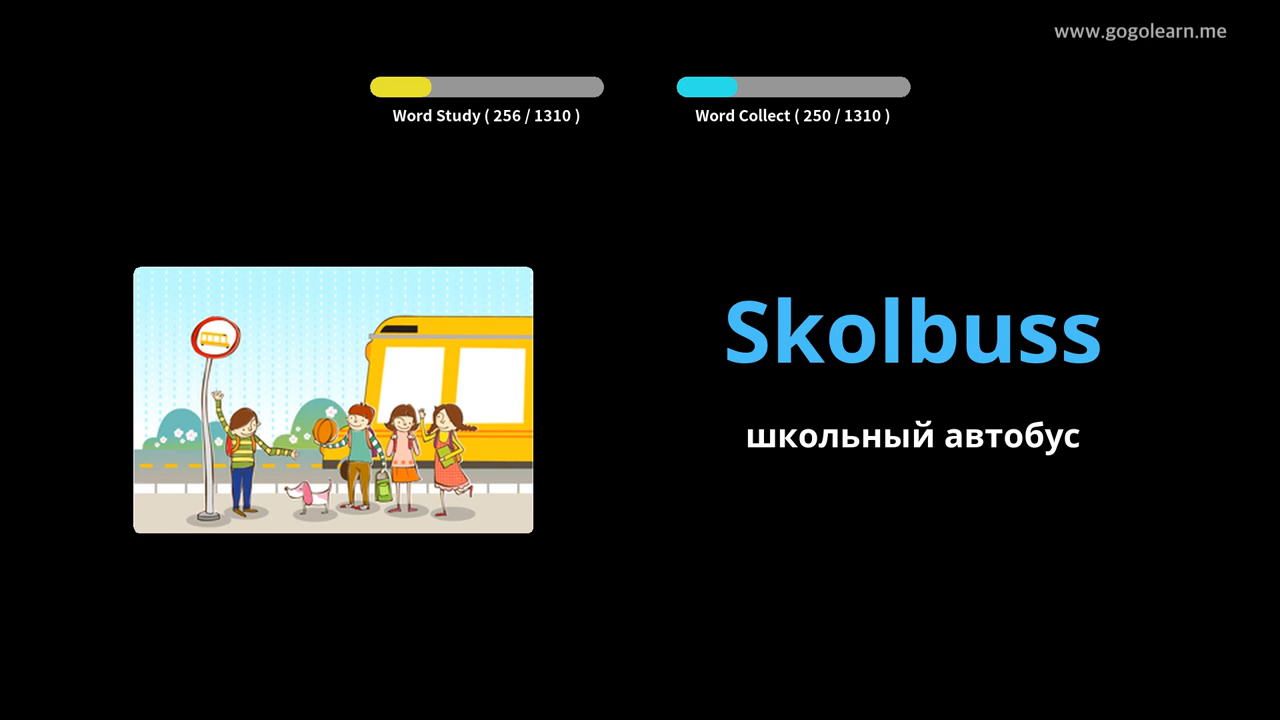 www.gogolearn.me
Word Study ( 256 / 1310 )
Word Collect ( 250 / 1310 )
Skolbuss
школьный автобус